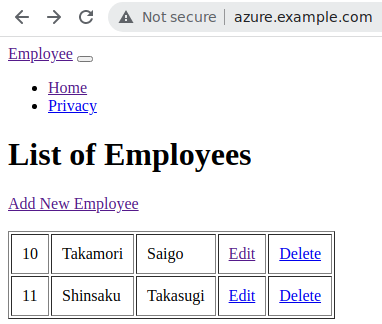 Not secure | azure.example.com
Employee
Home
Privacy
List of Employees
Add New Employee
10 Takamori Saigo Edit Delete
11 Shinsaku Takasugi Edit Delete